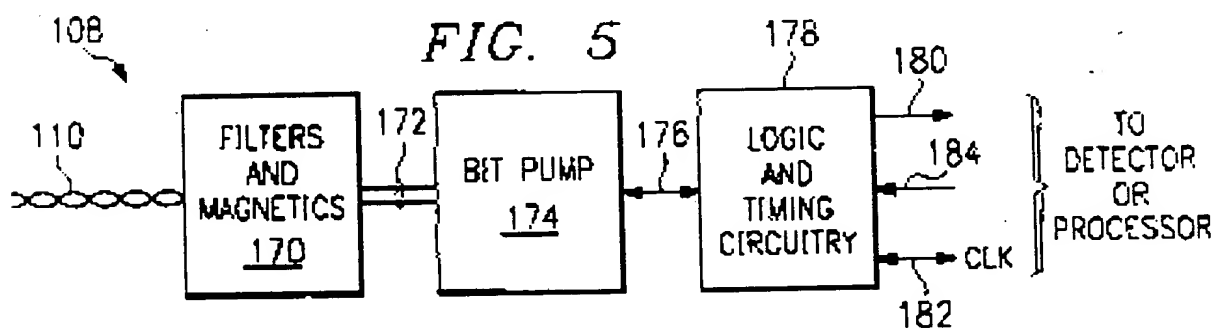 108
FIG. 5
178
180
110
FILTERS
AND
MAGNETICS
170
172
BIT PUMP
174
176
LOGIC
AND
TIMING
CIRCUITRY
184
CLK
182
TO
DETECTOR
OR
PROCESSOR